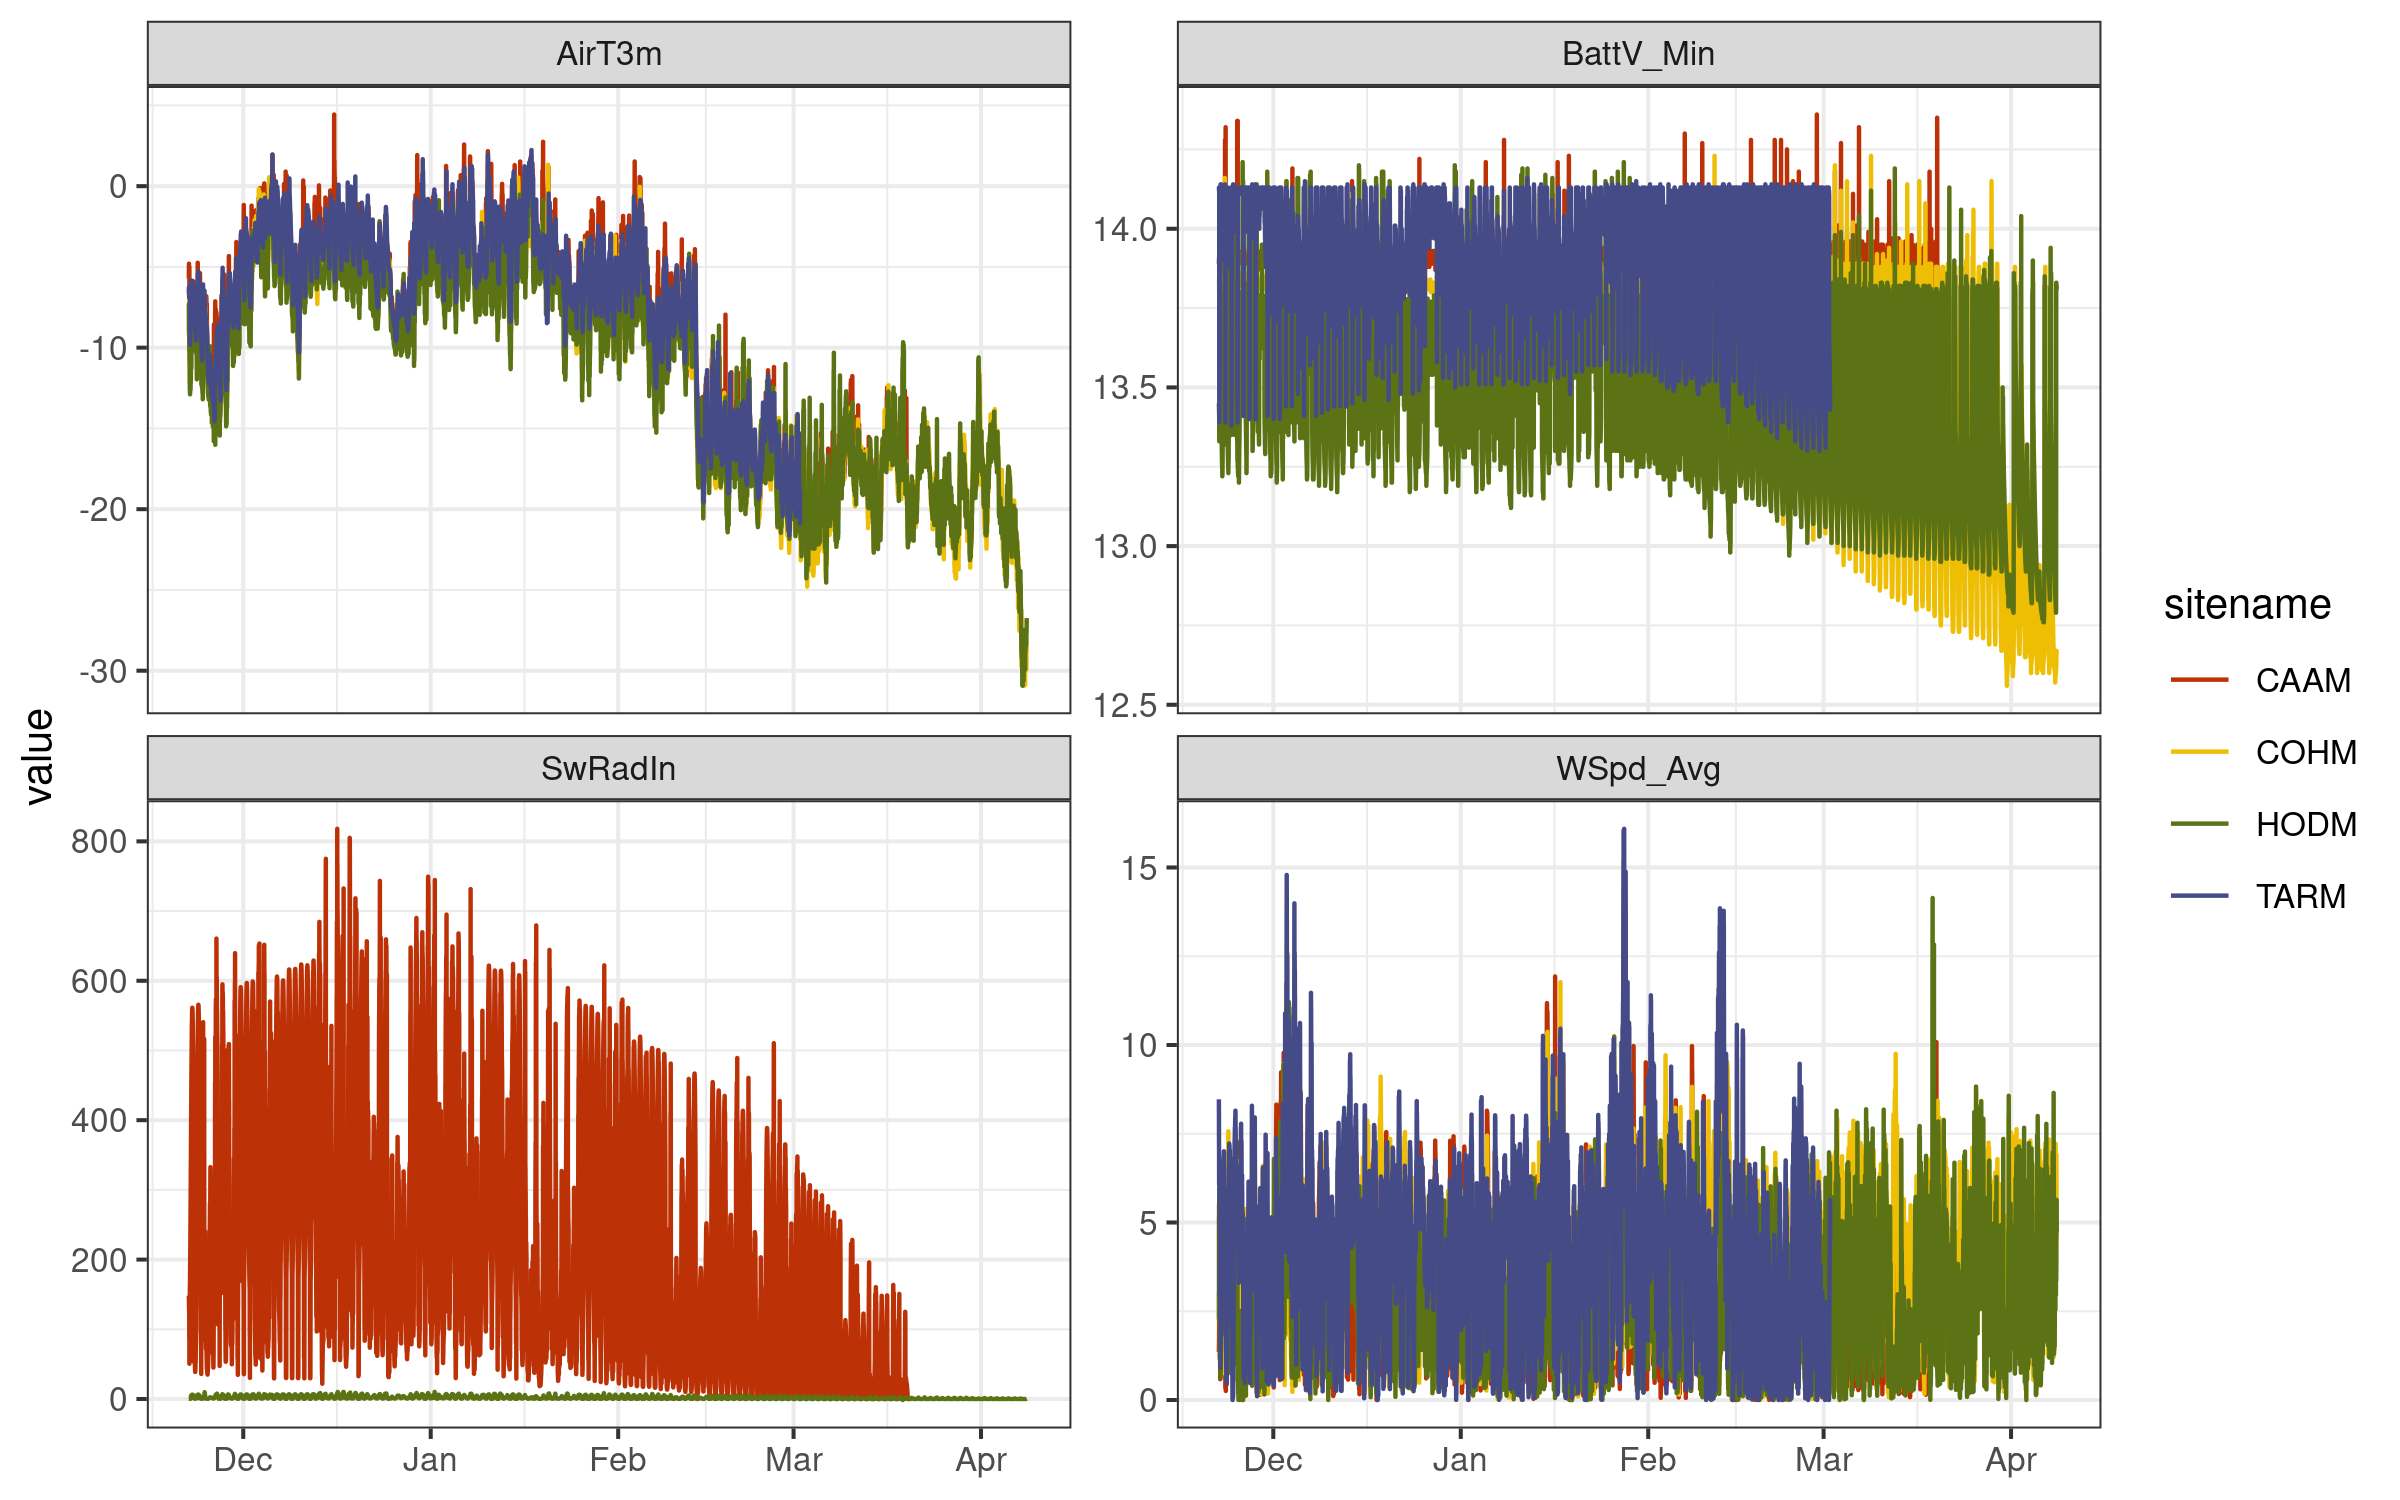 AirT3m
BattV_Min
0
-10
-20
-30
14.0
13.5
13.0
12.5
value
SwRadIn
WSpd_Avg
800
600
400
200
0
15
10
5
0
Dec Jan Feb Mar Apr
Dec Jan Feb Mar Apr
sitename
CAAM
COHM
HODM
TARM